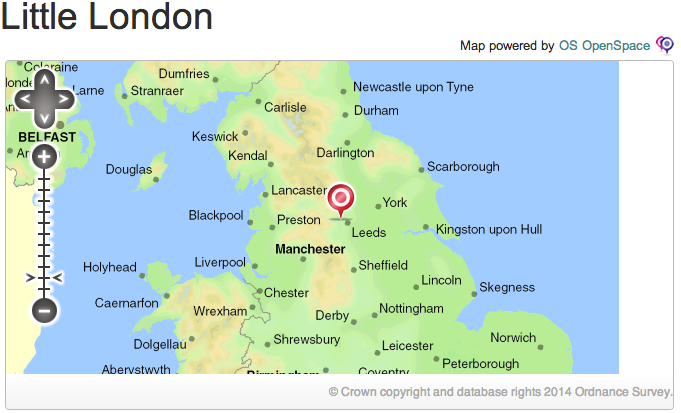 Little London
Map powered by OS OpenSpace
Coleraine
Dumfries
Newcastle upon Tyne
Larne
Stranraer
Carlisle
Durham
BELFAST
Keswick
Darlington
Kendal
Scarborough
Douglas
Lancaster
York
Blackpool
Preston
Leeds
Kingston upon Hull
Manchester
Holyhead
Liverpool
Sheffield
Lincoln
Skegness
Caernarfon
Chester
Wrexham
Derby
Nottingham
Dolgellau
Shrewsbury
Leicester
Norwich
Peterborough
Aberystwyth
Birmingham
Coventry
© Crown copyright and database rights 2014 Ordnance Survey.